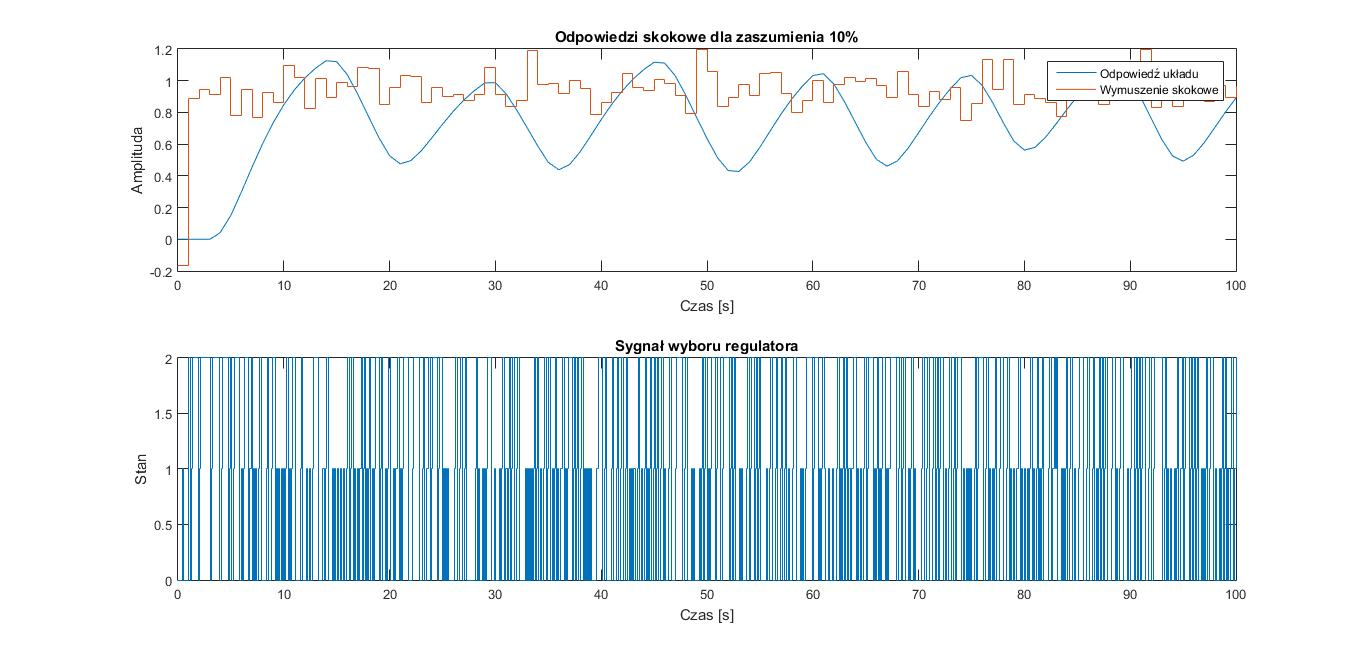 Odpowiedzi skokowe dla zaszumienia 10%
1.2
1
0.8
0.6
0.4
0.2
0
-0.2
Amplituda
Odpowiedź układu
Wymuszenie skokowe
0 10 20 30 40 50 60 70 80 90 100
Czas [s]
Sygnał wyboru regulatora
2
1.5
1
0.5
0
Stan
0 10 20 30 40 50 60 70 80 90 100
Czas [s]